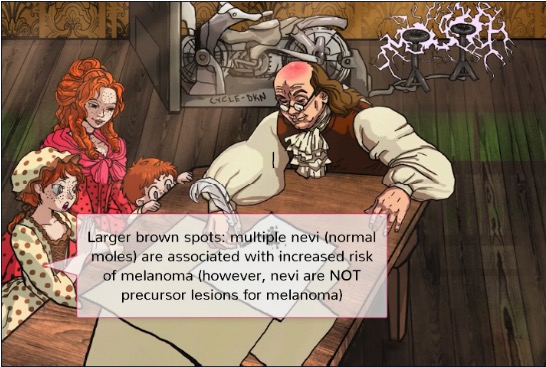 CYCLE-DKN
Larger brown spots: multiple nevi (normal
moles) are associated with increased risk
of melanoma (however, nevi are NOT
precursor lesions for melanoma)